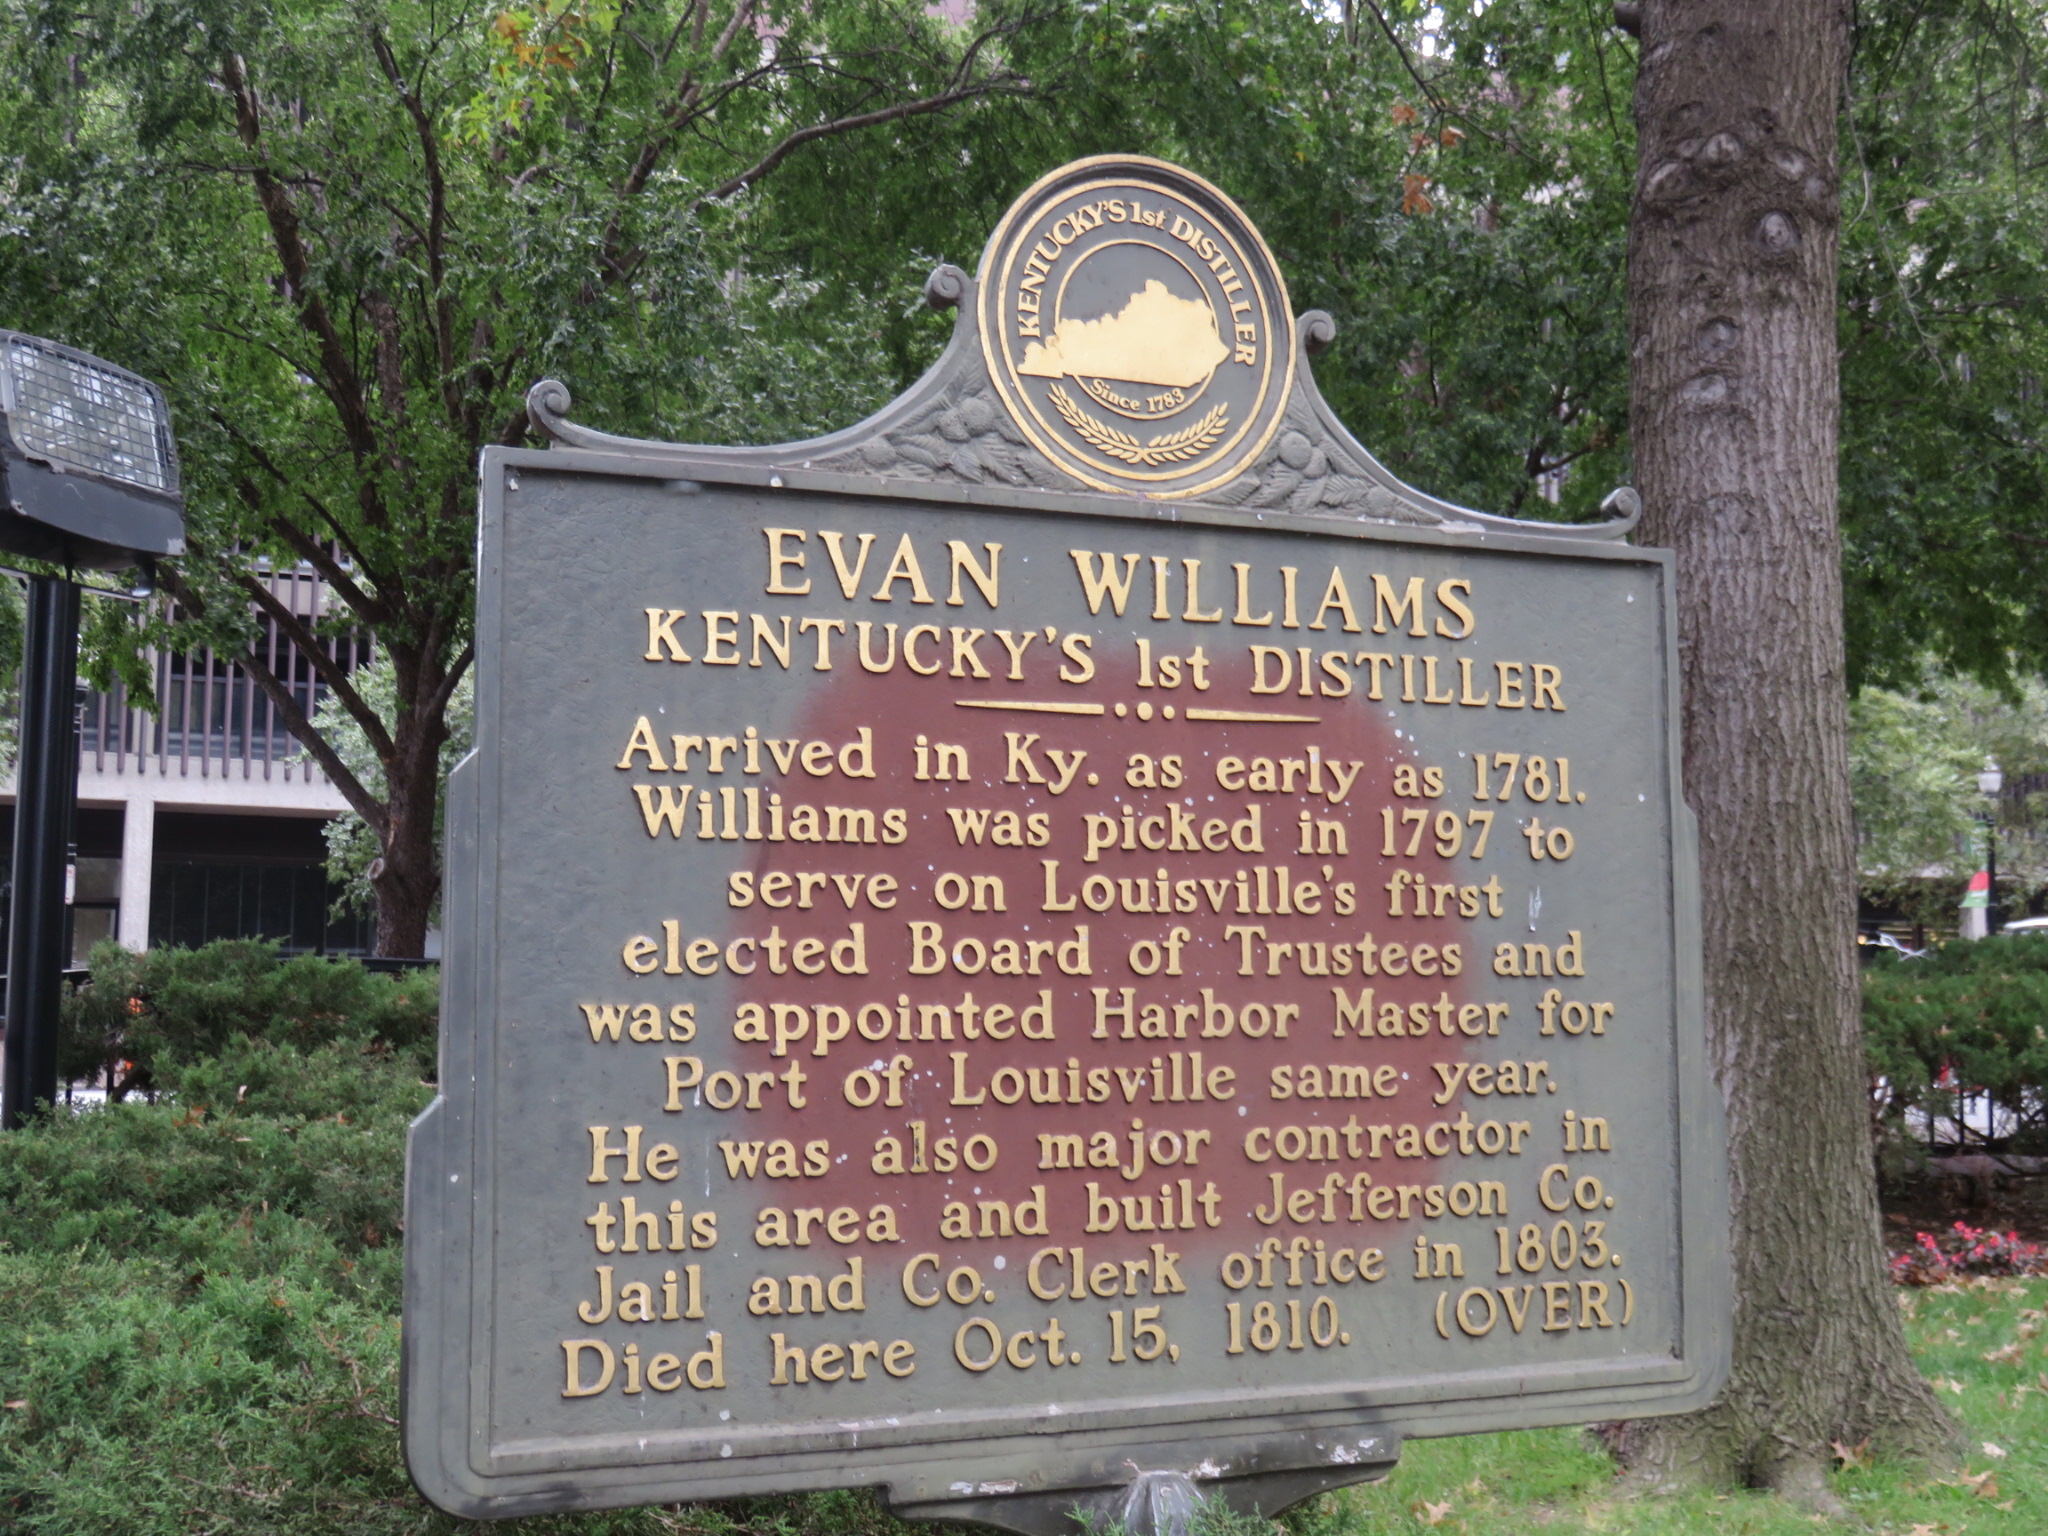 KENTUCKY'S 1st DISTILLER
Since 1783
EVAN WILLIAMS
KENTUCKY'S 1st DISTILLER
Arrived in Ky. as early as 1781.
Williams was picked in 1797 to
serve on Louisville's first
elected Board of Trustees and
was appointed Harbor Master for
Port of Louisville same year.
He was also major contractor in
this area and built Jefferson Co.
Jail and Co. Clerk office in 1803.
Died here Oct. 15, 1810. (OVER)